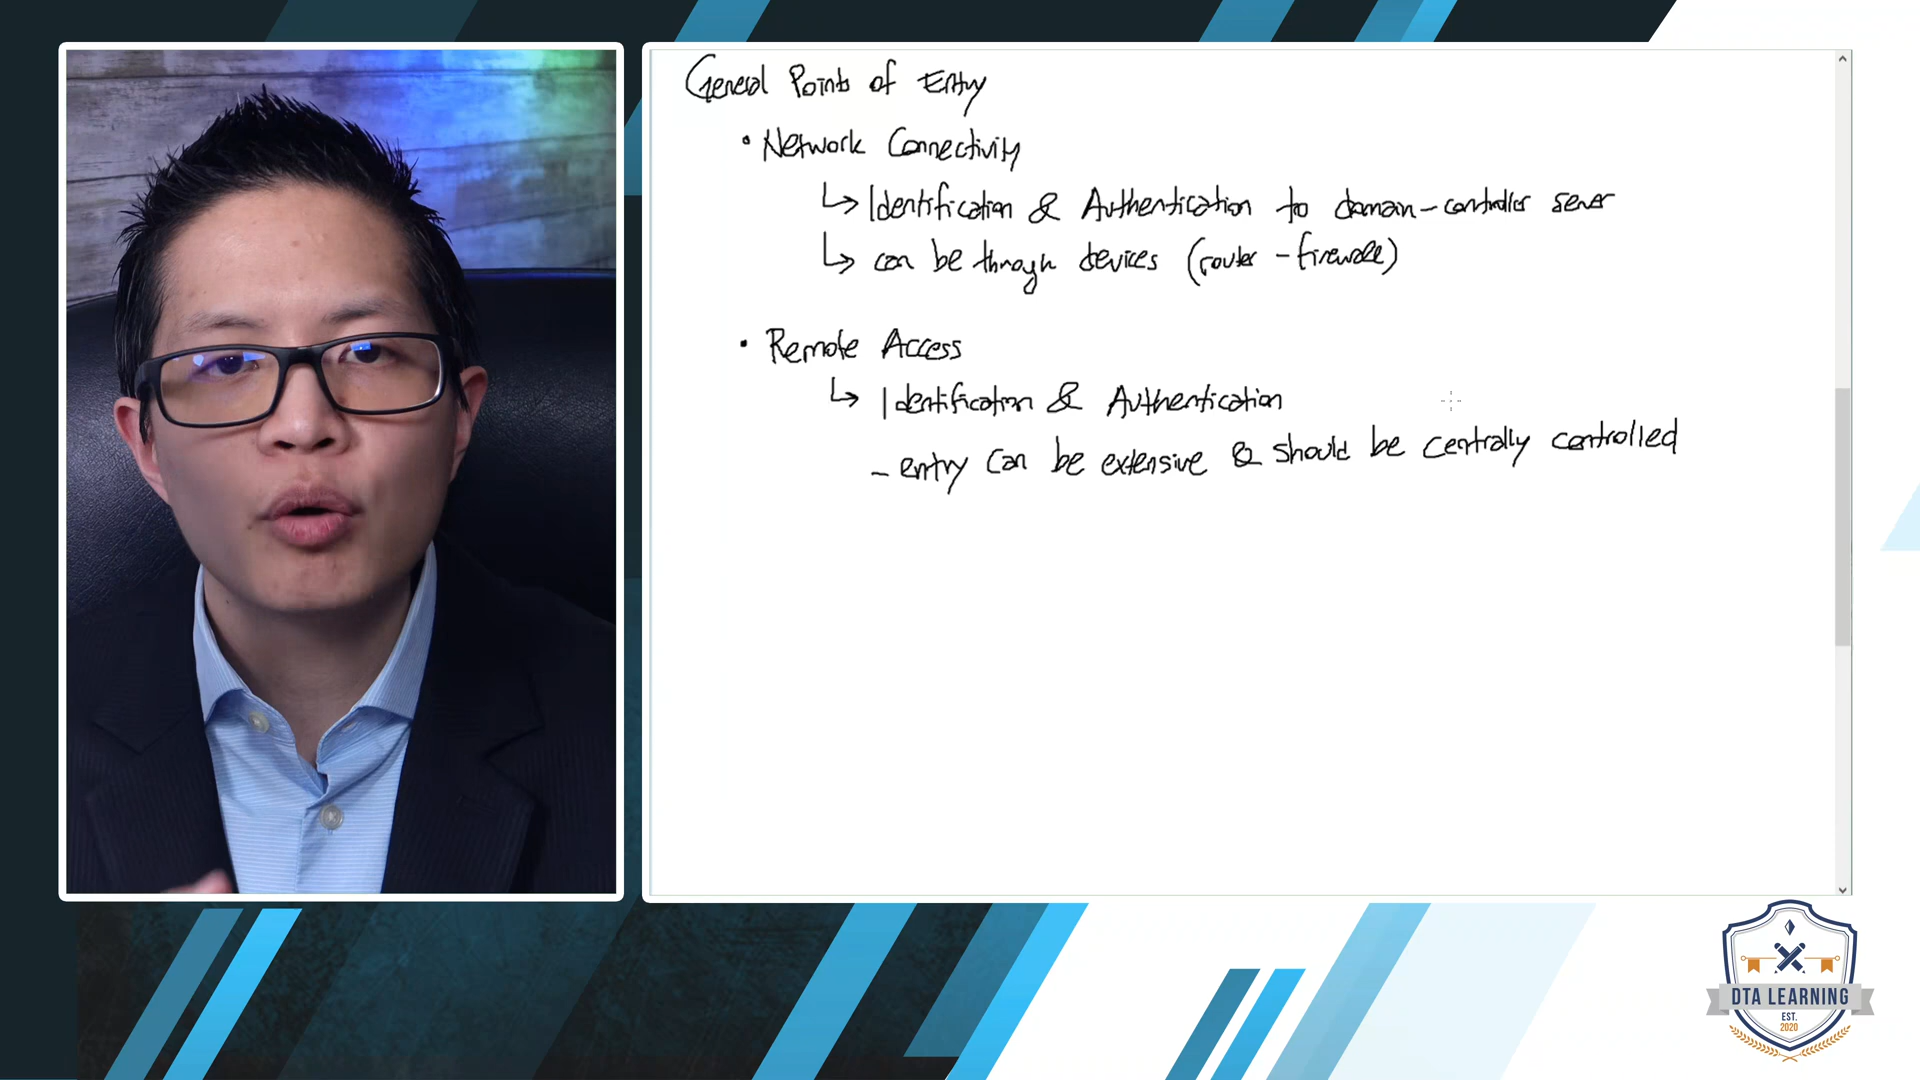 General Points of Entry
• Network Connectivity
↳ Identification & Authentication to domain-controller server
↳ can be through devices (router - firewall)
• Remote Access
↳ Identification & Authentication
- entry can be extensive & should be centrally controlled
DTA LEARNING
EST.
2020